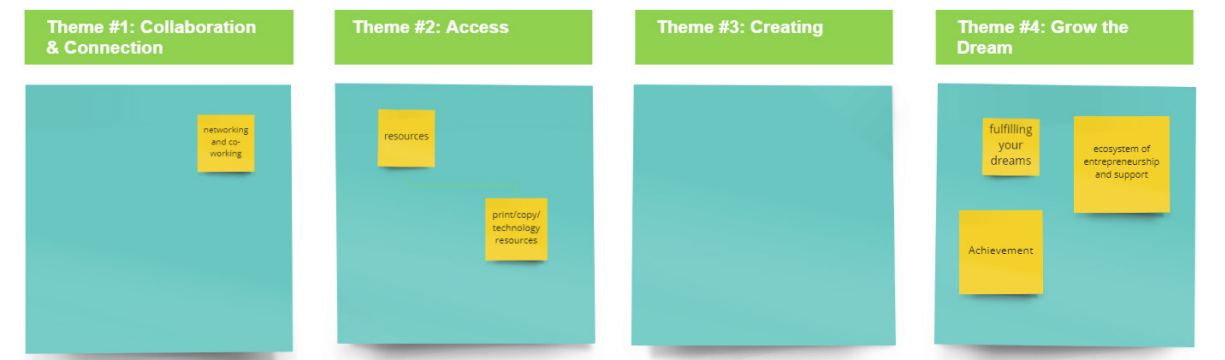 Theme #1: Collaboration
& Connection
networking
and co-
working
Theme #2: Access
resources
print/copy/
technology
resources
Theme #3: Creating
Theme #4: Grow the
Dream
fulfilling
your
dreams
ecosystem of
entrepreneurship
and support
Achievement